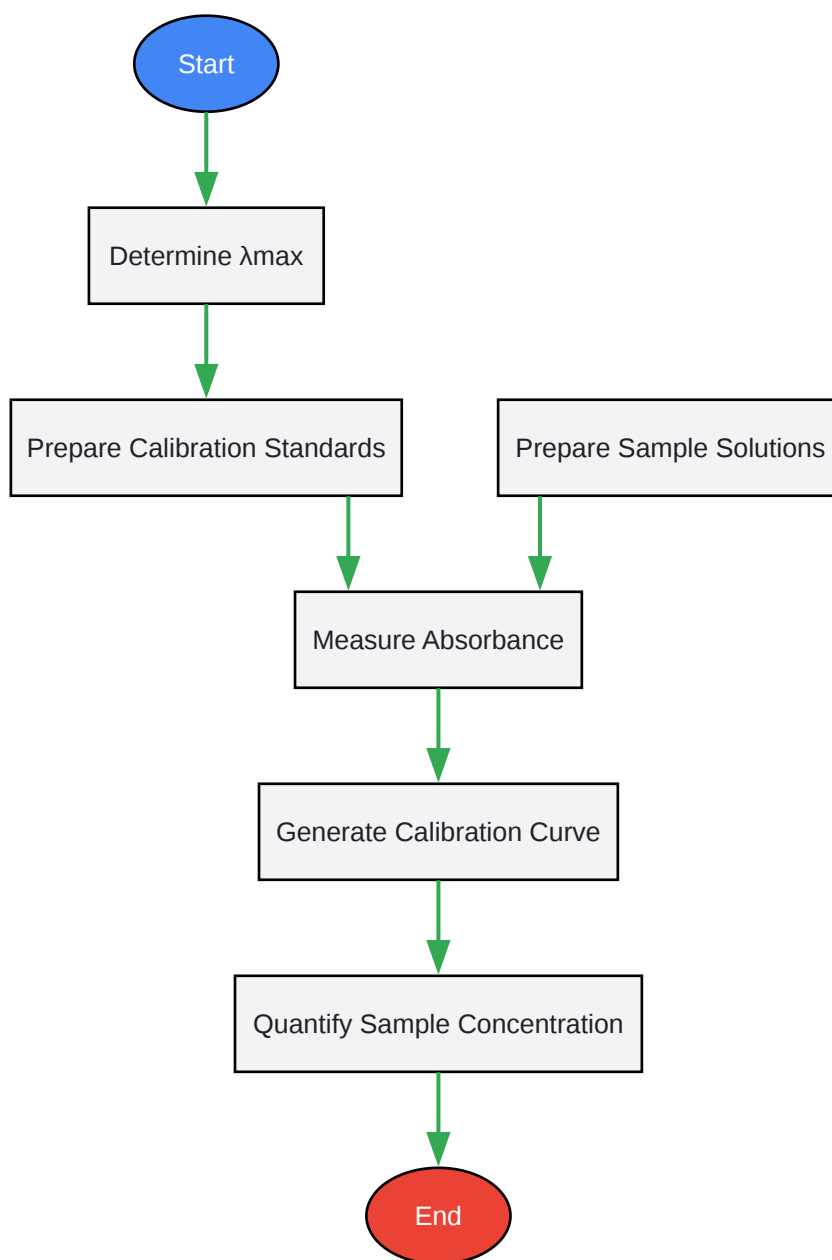 Start
Determine λmax
Prepare Calibration Standards
Prepare Sample Solutions
Measure Absorbance
Generate Calibration Curve
Quantify Sample Concentration
End